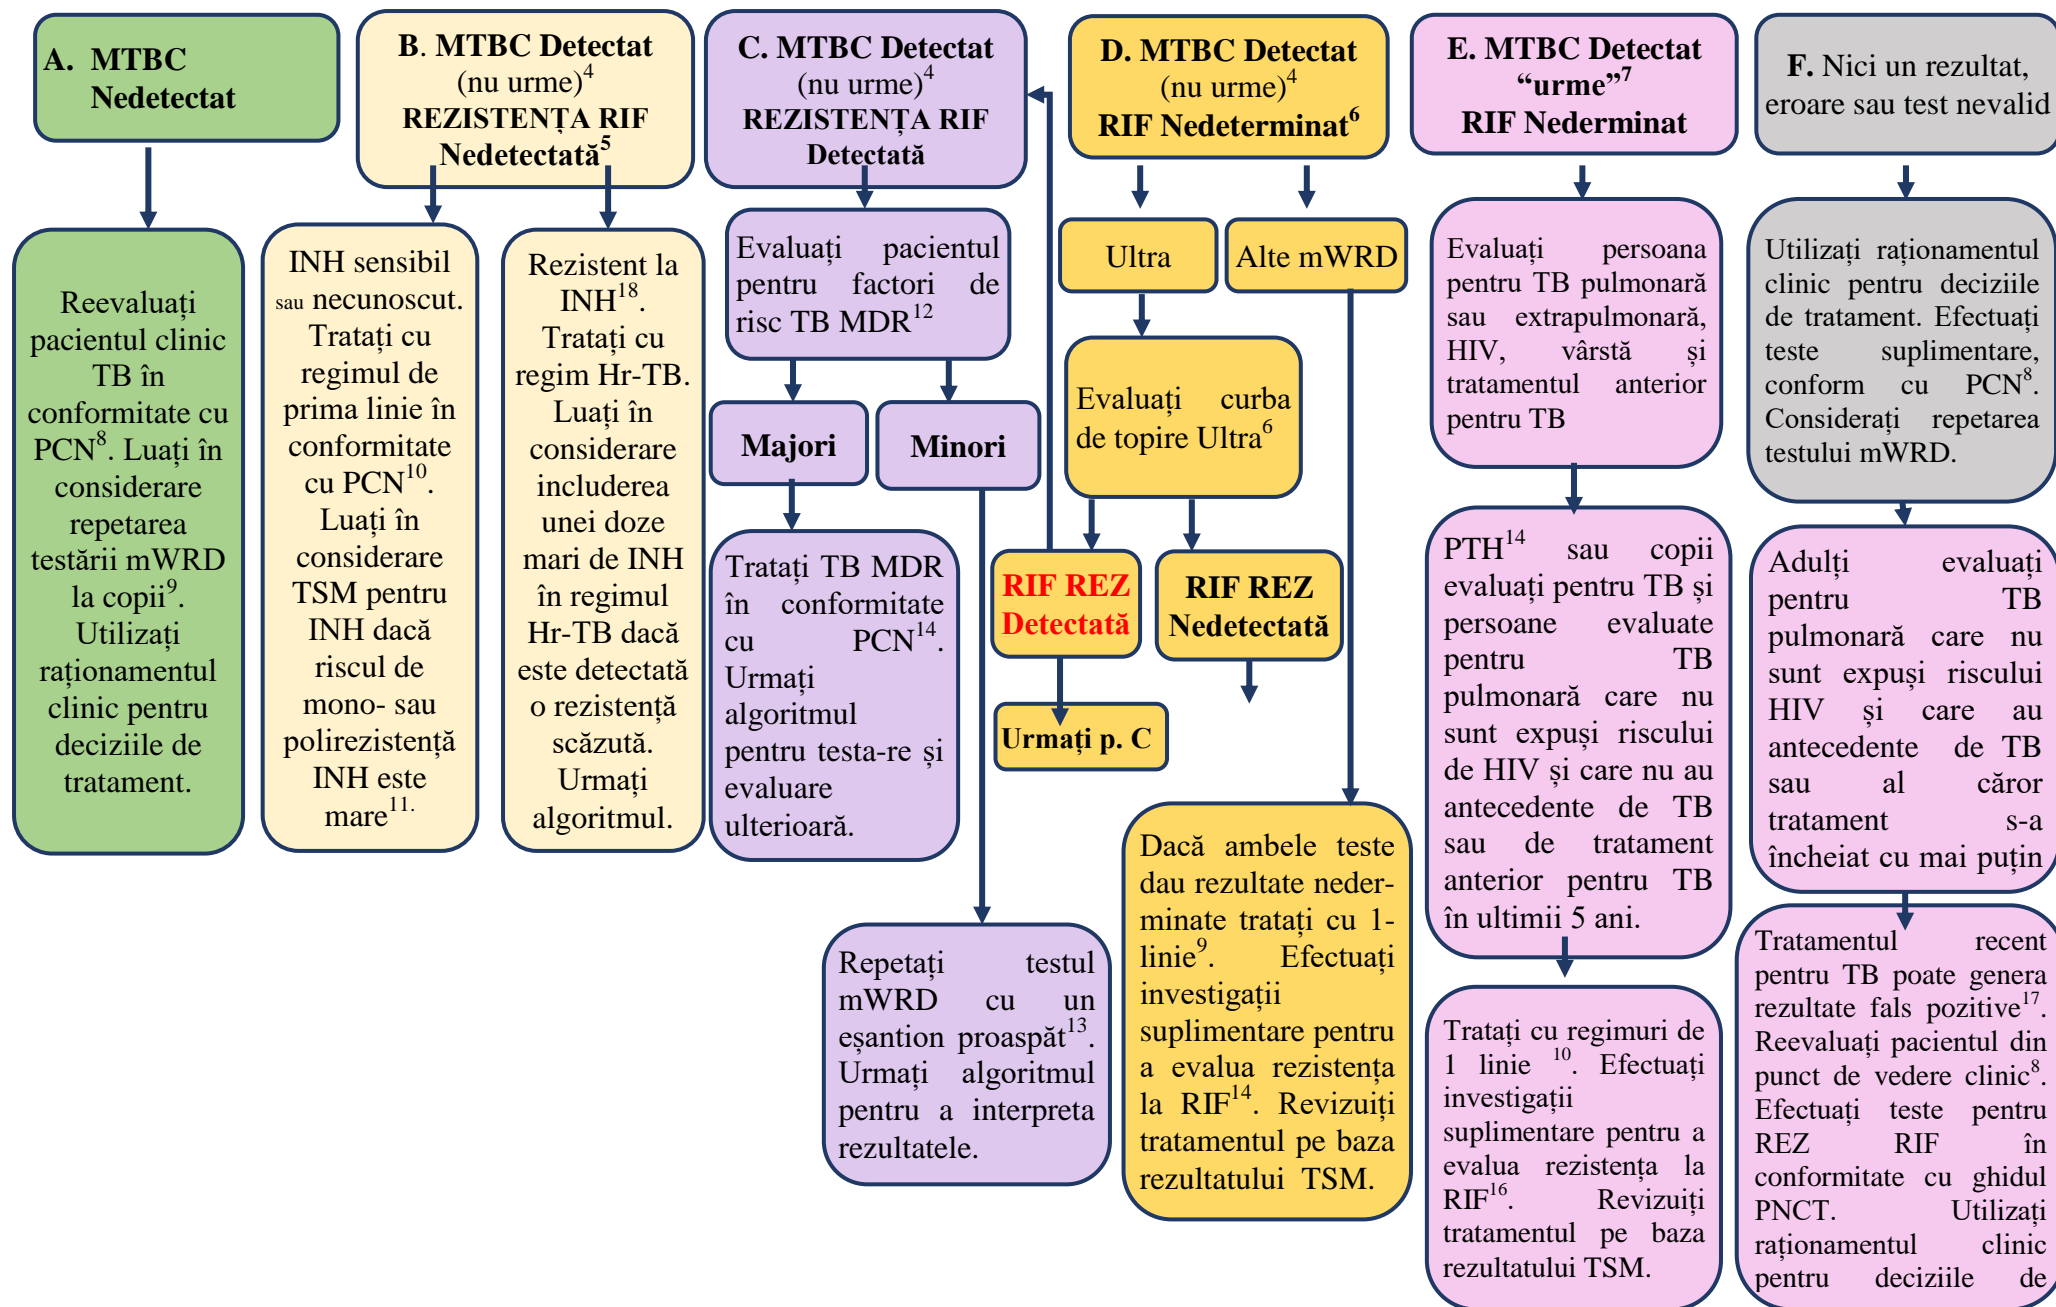 A. MTBC
Nedetectat
B. MTBC Detectat
(nu urme)4
REZISTENȚA RIF
Nedetectată5
C. MTBC Detectat
(nu urme)4
REZISTENȚA RIF
Detectată
D. MTBC Detectat
(nu urme)4
RIF Nedeterminat6
E. MTBC Detectat
“urme”7
RIF Nederminat
F. Nici un rezultat,
eroare sau test nevalid
Reevaluați
pacientul clinic
TB în
conformitate cu
PCN8. Luați în
considerare
repetarea
testării mWRD
la copii9.
Utilizați
raționamentul
clinic pentru
deciziile de
tratament.
INH sensibil
sau necunoscut.
Tratați cu
regimul de
prima linie în
conformitate
cu PCN10.
Luați în
considerare
TSM pentru
INH dacă
riscul de
mono- sau
polirezistență
INH este
mare11.
Rezistent la
INH18.
Tratați cu
regim Hr-TB.
Luați în
considerare
includerea
unei doze
mari de INH
în regimul
Hr-TB dacă
este detectată
o rezistență
scăzută.
Urmați
algoritmul.
Evaluați pacientul
pentru factori de
risc TB MDR12
Majori
Minori
Tratați TB MDR
în conformitate
cu PCN14.
Urmați
algoritmul
pentru testa-re și
evaluare
ulterioară.
Repetați testul
mWRD cu un
eșantion proaspăt13.
Urmați algoritmul
pentru a interpreta
rezultatele.
Ultra
Alte mWRD
Evaluați curba
de topire Ultra6
RIF REZ
Detectată
RIF REZ
Nedetectată
Urmați p. C
Dacă ambele teste
dau rezultate neder-
minate tratați cu 1-
linie9. Efectuați
investigații
suplimentare pentru
a evalua rezistența
la RIF14. Revizuiți
tratamentul pe baza
rezultatului TSM.
Evaluați persoana
pentru TB pulmonară
sau extrapulmonară,
HIV, vârstă și
tratamentul anterior
pentru TB
PTH14 sau copii
evaluați pentru TB și
persoane evaluate
pentru TB
pulmonară care nu
sunt expuși riscului
de HIV și care nu au
antecedente de TB
sau de tratament
anterior pentru TB
în ultimii 5 ani.
Tratați cu regimuri de
1 linie 10. Efectuați
investigații
suplimentare pentru a
evalua rezistența la
RIF16. Revizuiți
tratamentul pe baza
rezultatului TSM.
Utilizați raționamentul
clinic pentru deciziile
de tratament. Efectuați
teste suplimentare,
conform cu PCN8.
Considerați repetarea
testului mWRD.
Adulți evaluați
pentru TB
pulmonară care nu
sunt expuși riscului
HIV și care au
antecedente de TB
sau al căror
tratament s-a
încheiat cu mai puțin
Tratamentul recent
pentru TB poate genera
rezultate fals pozitive17.
Reevaluați pacientul din
punct de vedere clinic8.
Efectuați teste pentru
REZ RIF în
conformitate cu ghidul
PNCT. Utilizați
raționamentul clinic
pentru deciziile de